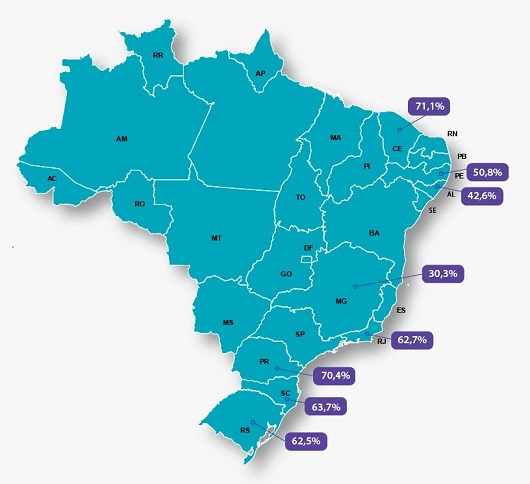 RR
AP
71,1%
RN
AM
MA
CE
PB
PI
50,8%
PE
AC
AL
42,6%
TO
RO
SE
BA
MT
DF
GO
30,3%
MG
ES
MS
SP
RJ
62,7%
PR
70,4%
SC
63,7%
RS
62,5%